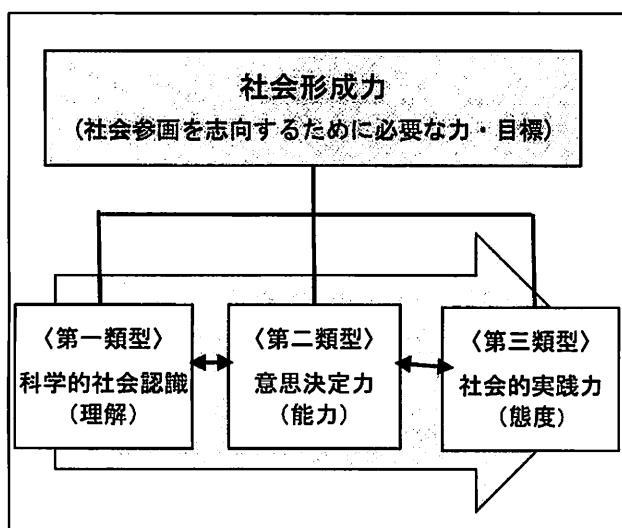 社会形成力
(社会参画を志向するために必要な力・目標)
〈第一類型〉
科学的社会認識
(理解)
〈第二類型〉
意思決定力
(能力)
〈第三類型〉
社会的実践力
(態度)